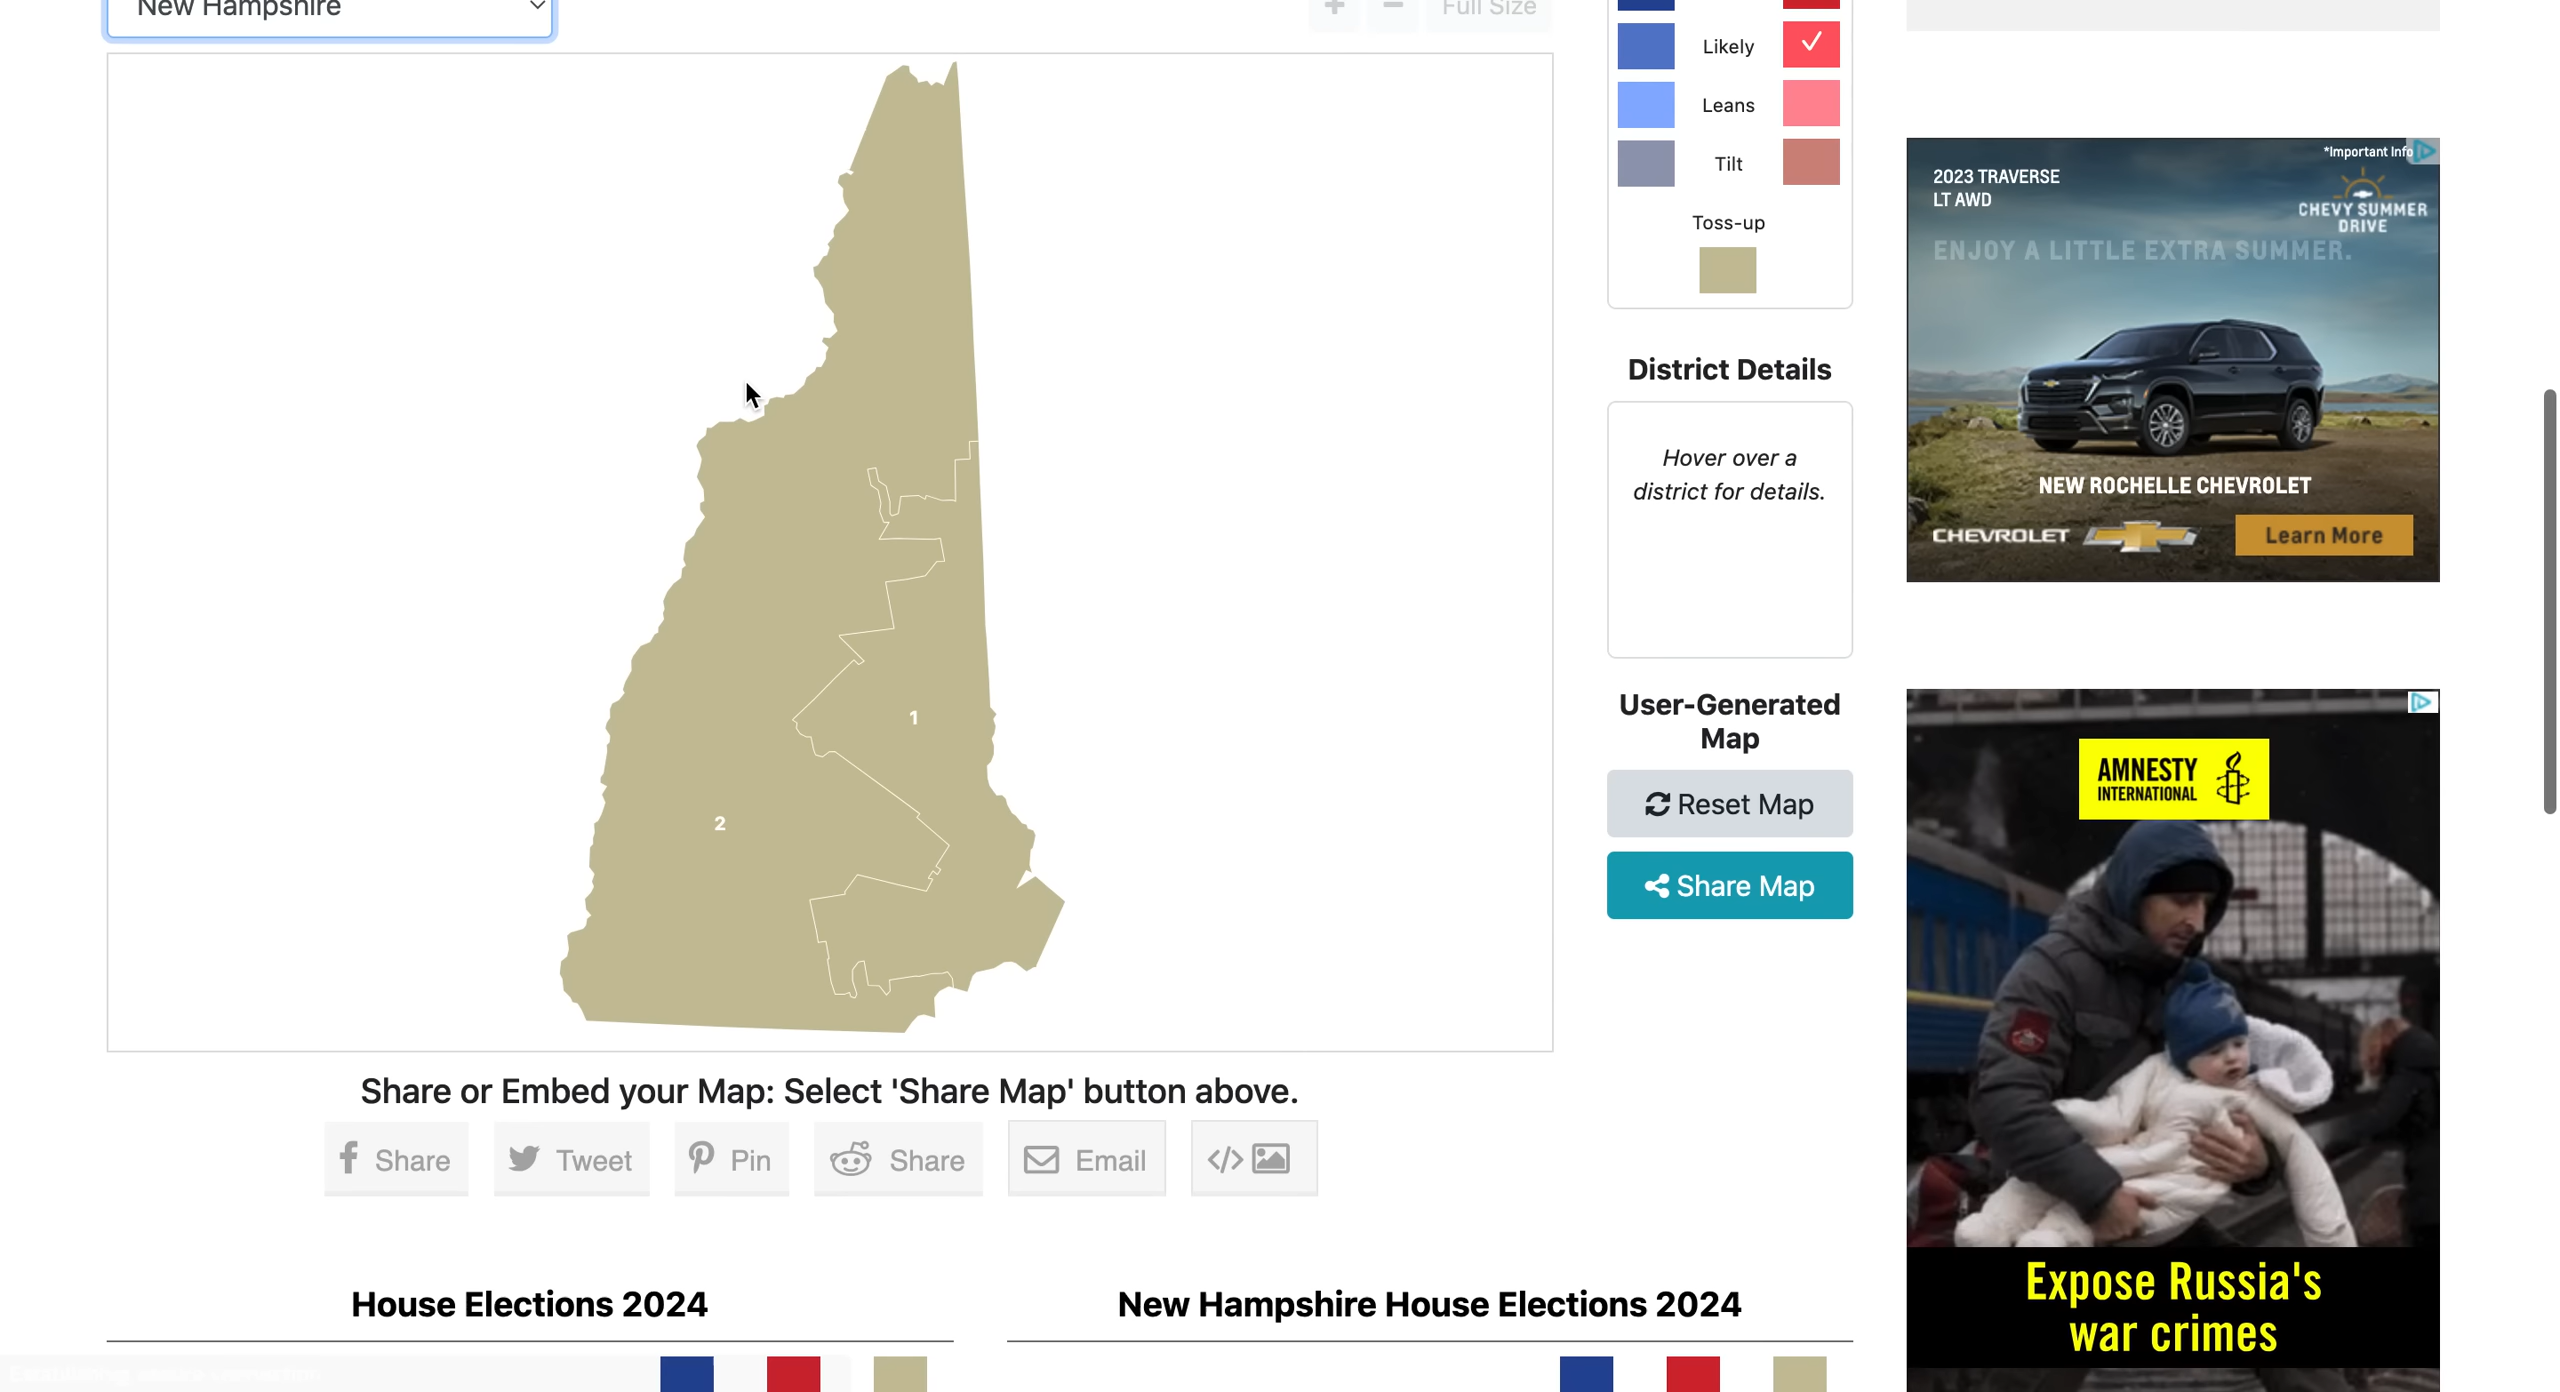 New Hampshire
+
−
Full Size
Likely
Leans
Tilt
Toss-up
District Details
Hover over a
district for details.
User-Generated
Map
Reset Map
Share Map
1
2
Share or Embed your Map: Select 'Share Map' button above.
Share
Tweet
Pin
Share
Email
</>
House Elections 2024
New Hampshire House Elections 2024
*Important Info
2023 TRAVERSE
LT AWD
CHEVY SUMMER
DRIVE
ENJOY A LITTLE EXTRA SUMMER.
NEW ROCHELLE CHEVROLET
CHEVROLET
Learn More
AMNESTY
INTERNATIONAL
Expose Russia's
war crimes